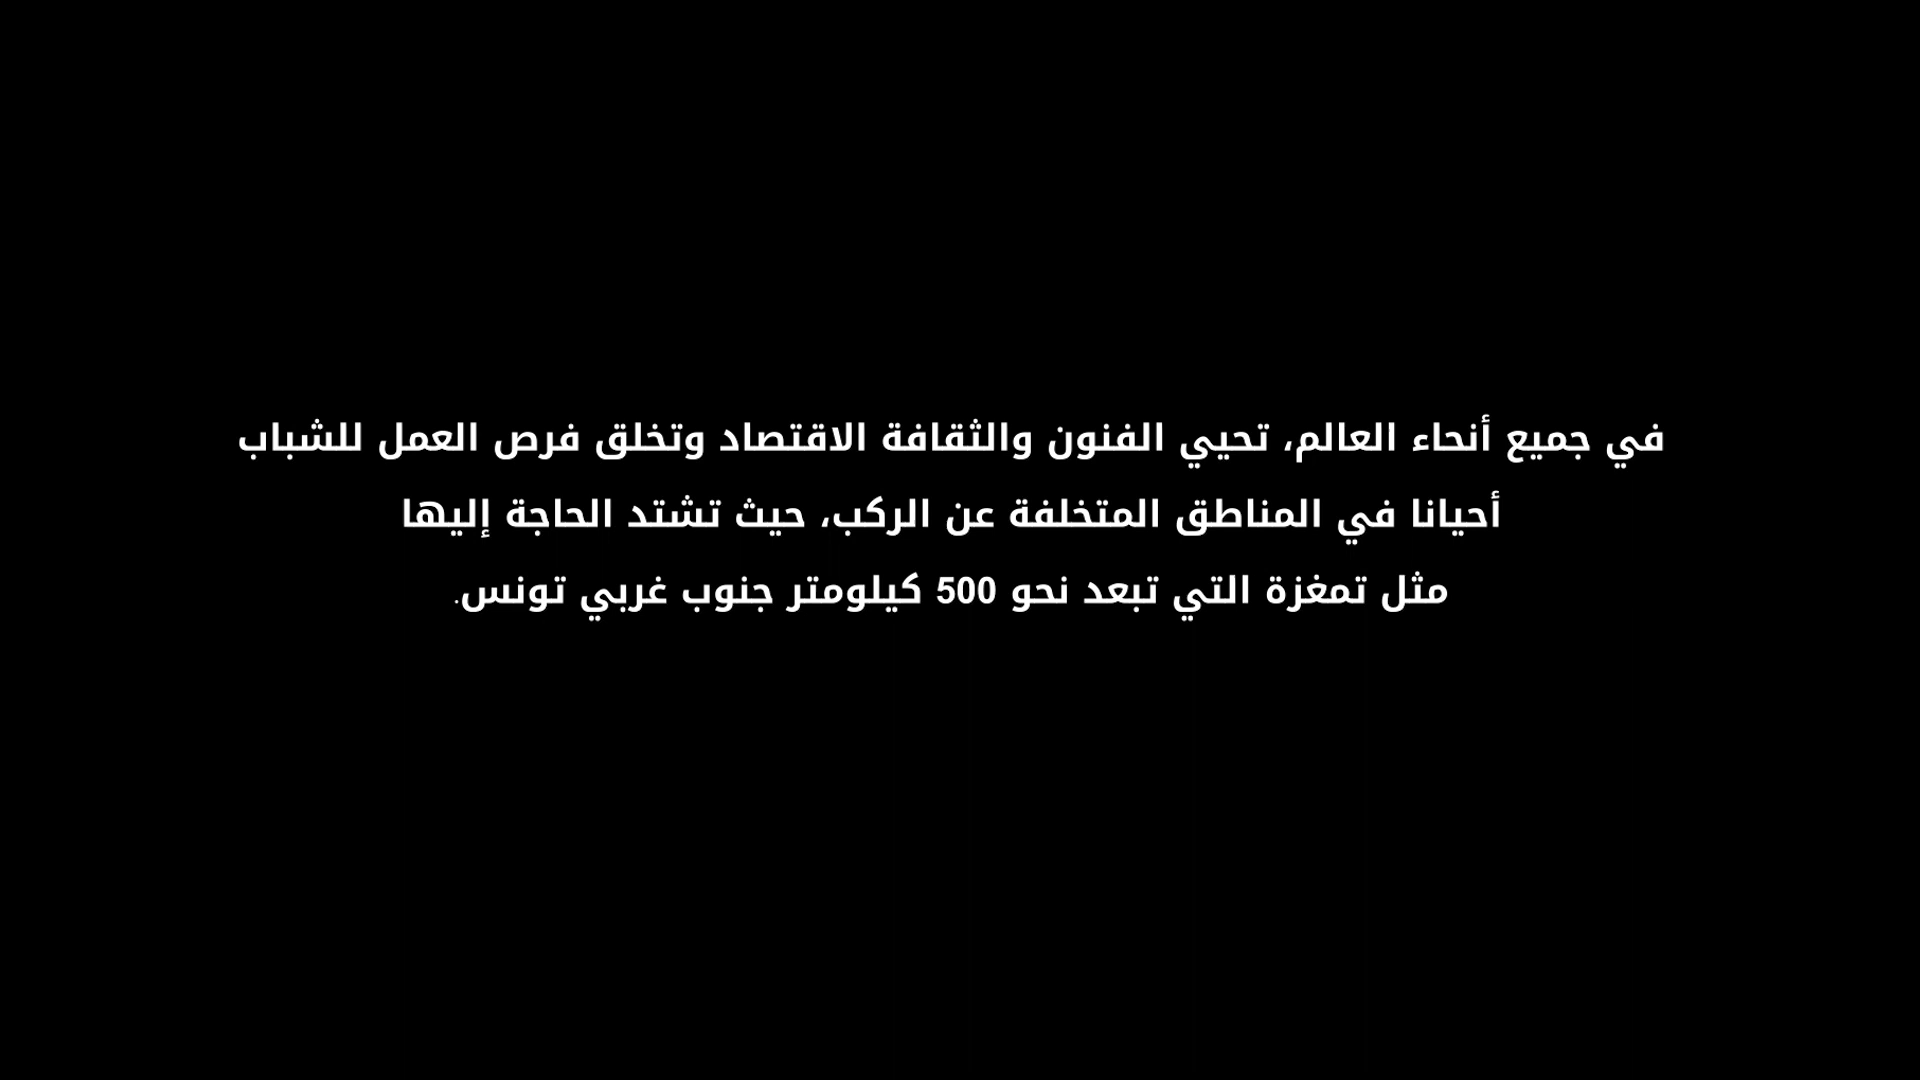 في جميع أنحاء العالم، تحيي الفنون والثقافة الاقتصاد وتخلق فرص العمل للشباب
أحيانا في المناطق المتخلفة عن الركب، حيث تشتد الحاجة إليها
مثل تمغزة التي تبعد نحو 500 كيلومتر جنوب غربي تونس.